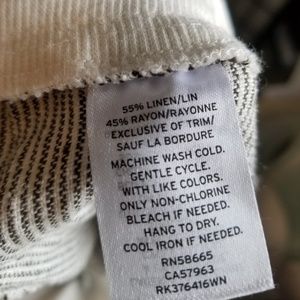 55% LINEN/LIN
45% RAYON/RAYONNE
EXCLUSIVE OF TRIM/
SAUF LA BORDURE
MACHINE WASH COLD.
GENTLE CYCLE.
WITH LIKE COLORS.
ONLY NON-CHLORINE
BLEACH IF NEEDED.
HANG TO DRY.
COOL IRON IF NEEDED.
RN58665
CA57963
RK376416WN